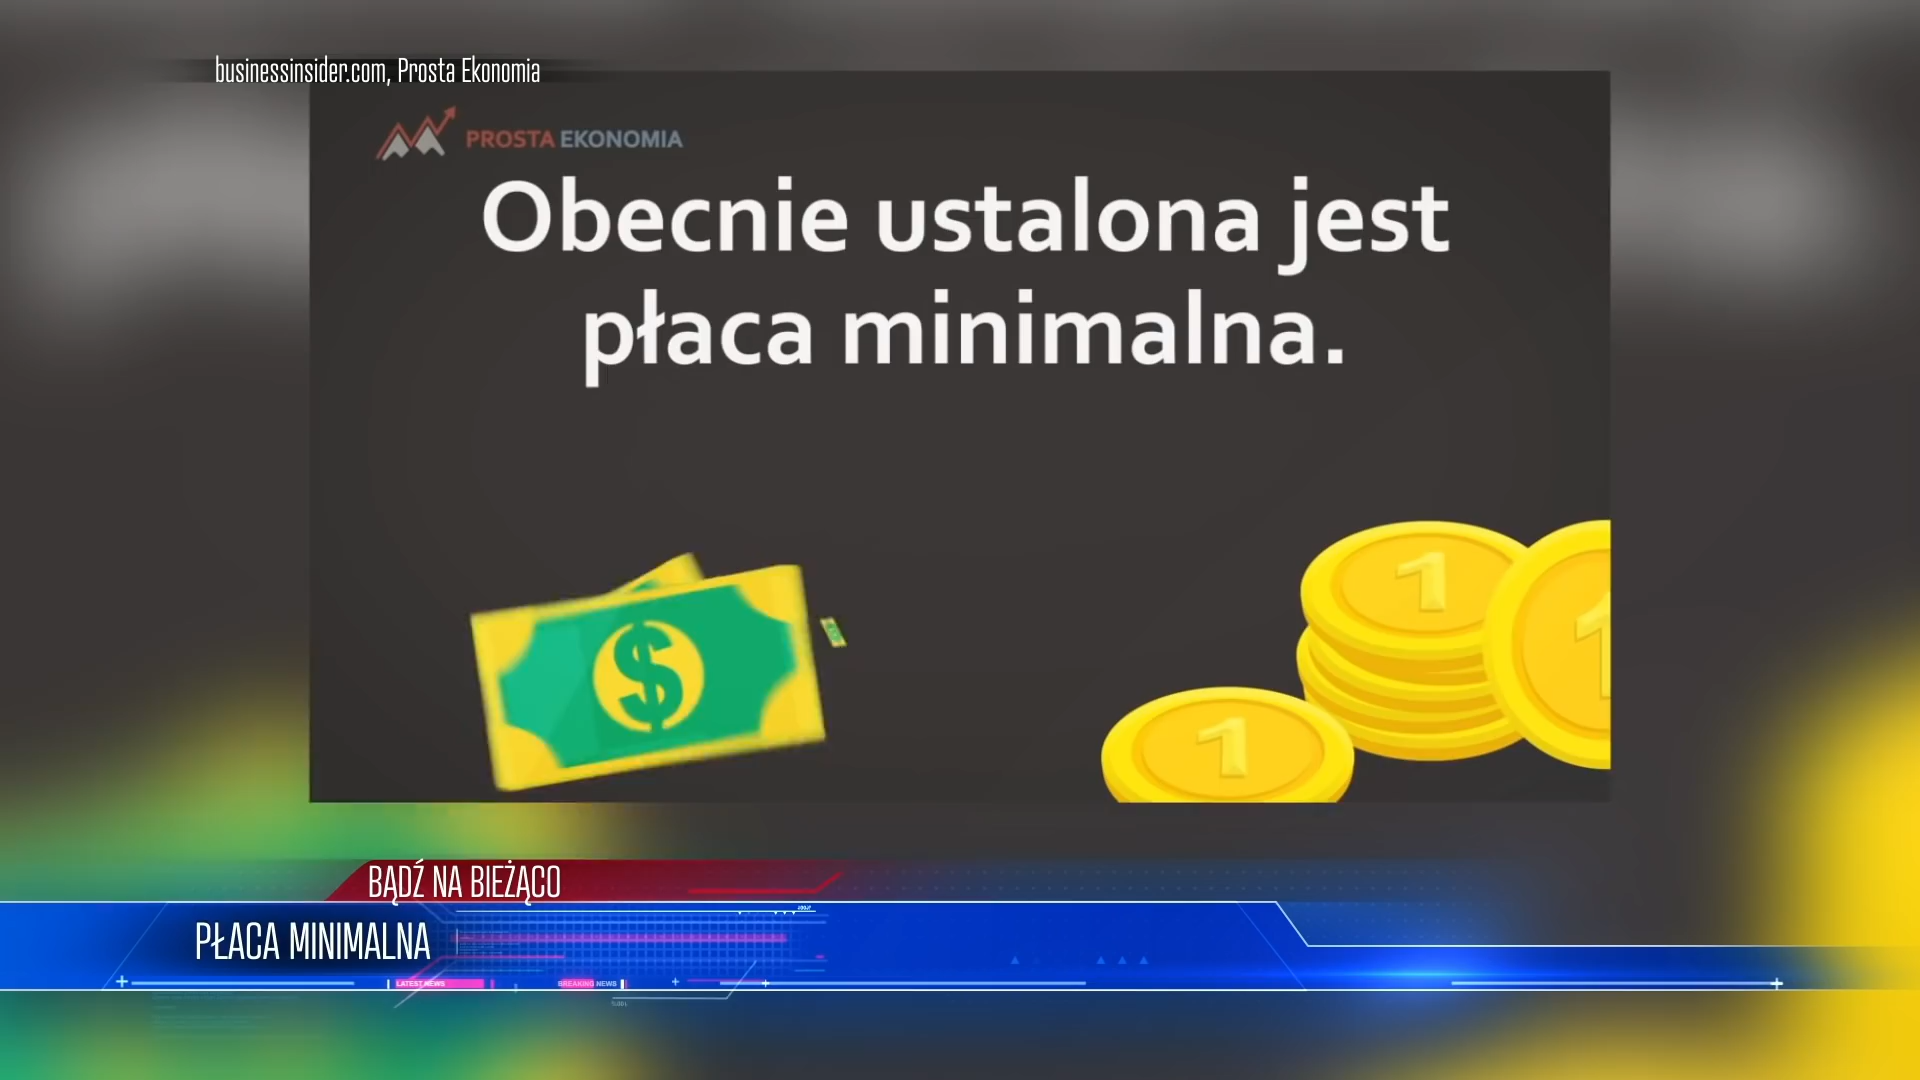 businessinsider.com, Prosta Ekonomia
PROSTA EKONOMIA
Obecnie ustalona jest
płaca minimalna.
$
1
1
1
BĄDŹ NA BIEŻĄCO
PŁACA MINIMALNA
LATEST NEWS
BREAKING NEWS